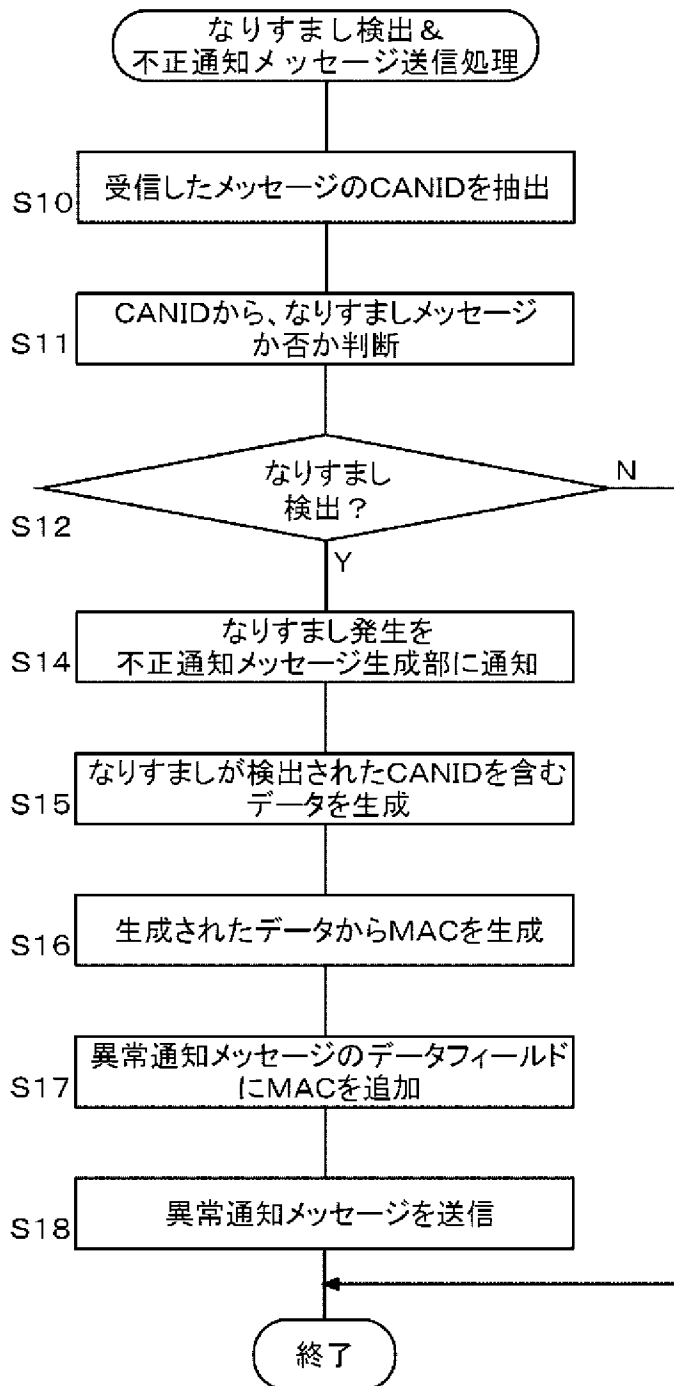 なりすまし検出＆
不正通知メッセージ送信処理
S10
受信したメッセージのCANIDを抽出
S11
CANIDから、なりすましメッセージ
か否か判断
S12
なりすまし
検出？
N
Y
S14
なりすまし発生を
不正通知メッセージ生成部に通知
S15
なりすましが検出されたCANIDを含む
データを生成
S16
生成されたデータからMACを生成
S17
異常通知メッセージのデータフィールド
にMACを追加
S18
異常通知メッセージを送信
終了